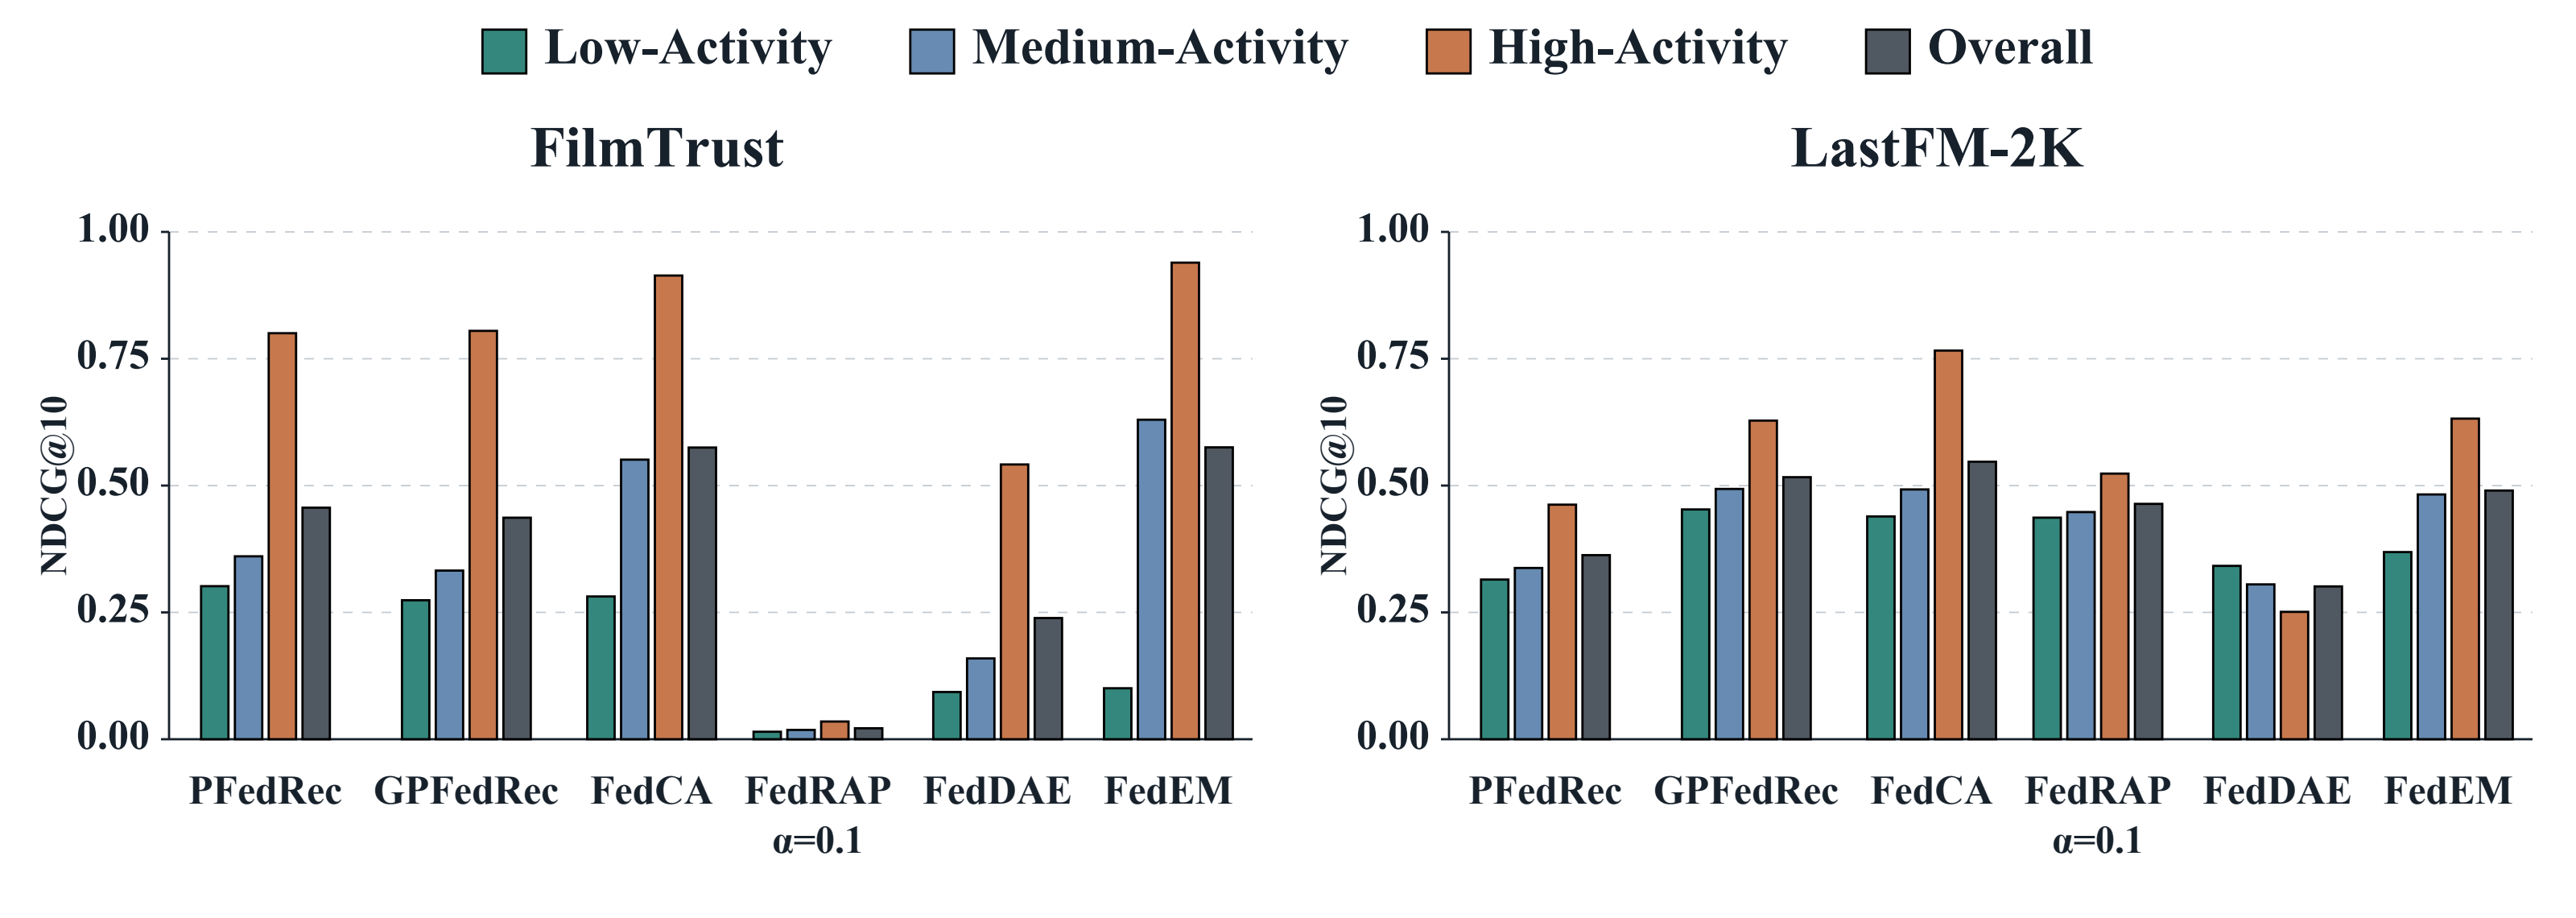 Low-Activity Medium-Activity High-Activity Overall
FilmTrust
NDCG@10
1.00
0.75
0.50
0.25
0.00
PFedRec GPFedRec FedCA FedRAP FedDAE FedEM
α=0.1
LastFM-2K
NDCG@10
1.00
0.75
0.50
0.25
0.00
PFedRec GPFedRec FedCA FedRAP FedDAE FedEM
α=0.1